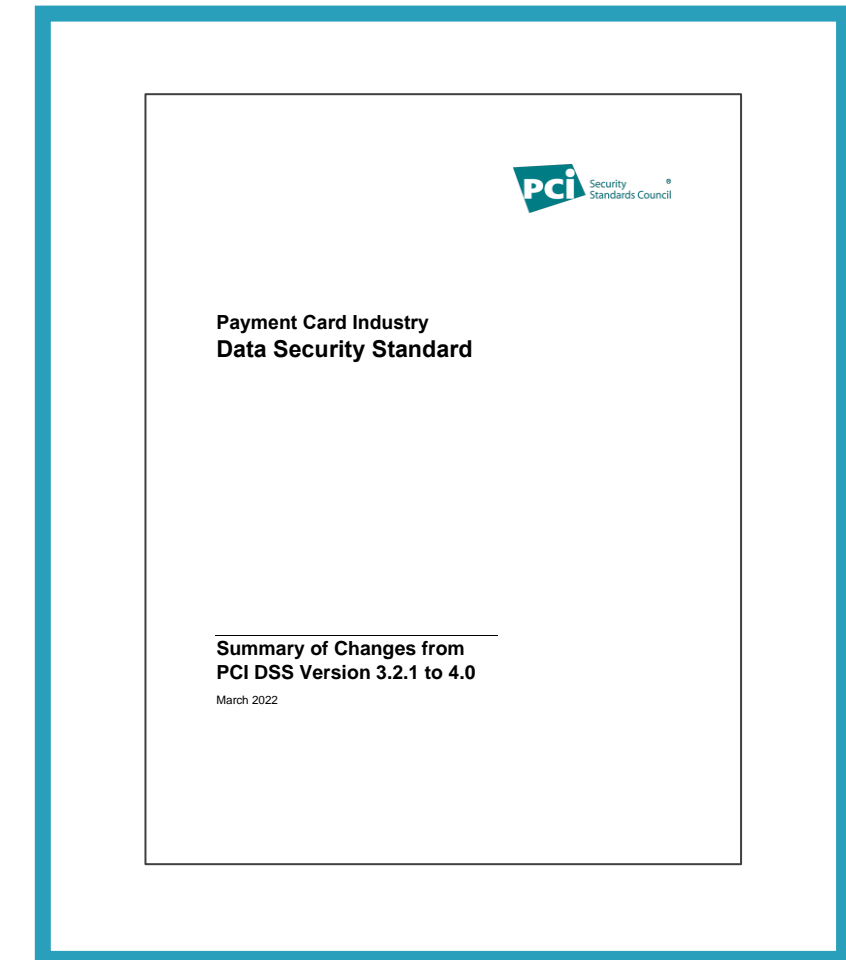 PCI Security ®
Standards Council
Payment Card Industry
Data Security Standard
Summary of Changes from
PCI DSS Version 3.2.1 to 4.0
March 2022